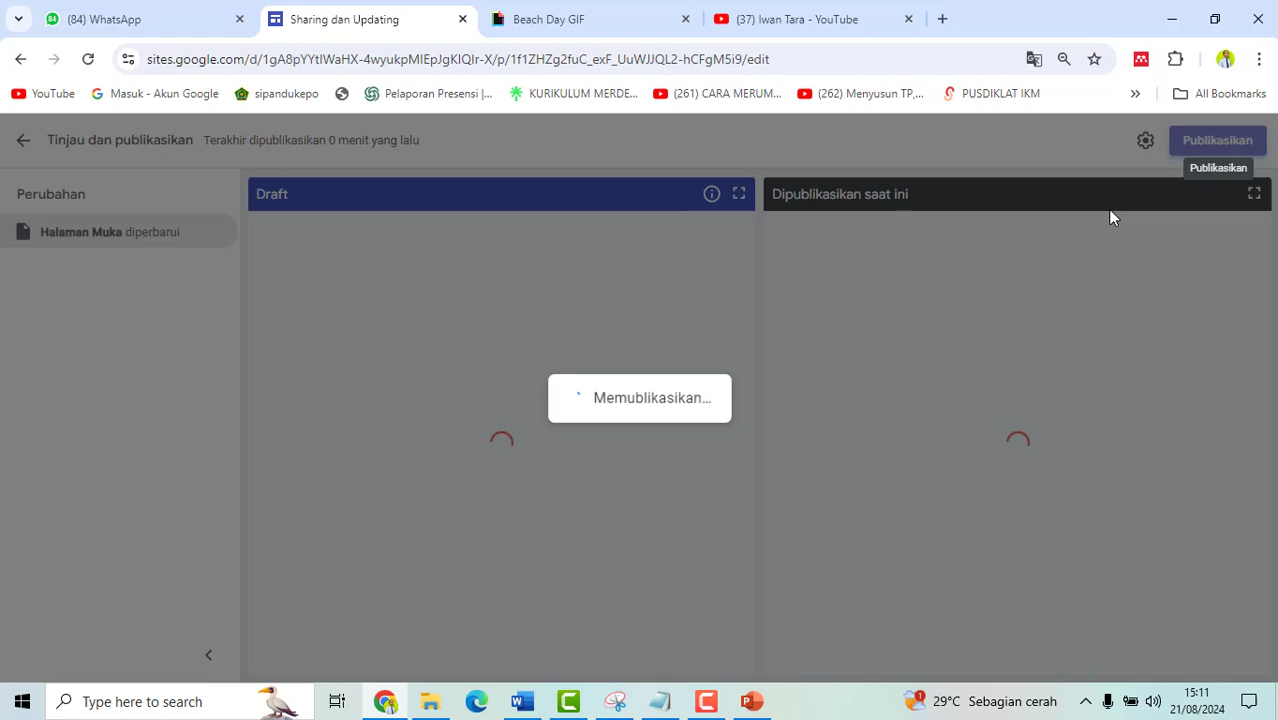 (84) WhatsApp
Sharing dan Updating
Beach Day GIF
(37) Iwan Tara - YouTube
sites.google.com/d/1gA8pYYtlWaHX-4wyukpMIEpJgKIQIr-X/p/1f1ZHZg2fuC_exF_UuWJJQL2-hCFgM5i9/edit
YouTube
Masuk - Akun Google
sipandukepo
Pelaporan Presensi |...
KURIKULUM MERDE...
(261) CARA MERUM...
(262) Menyusun TP,...
PUSDIKLAT IKM
All Bookmarks
Tinjau dan publikasikan
Terakhir dipublikasikan 0 menit yang lalu
Publikasikan
Publikasikan
Perubahan
Draft
Dipublikasikan saat ini
Halaman Muka diperbarui
Memublikasikan...
Type here to search
29°C Sebagian cerah
15:11
21/08/2024